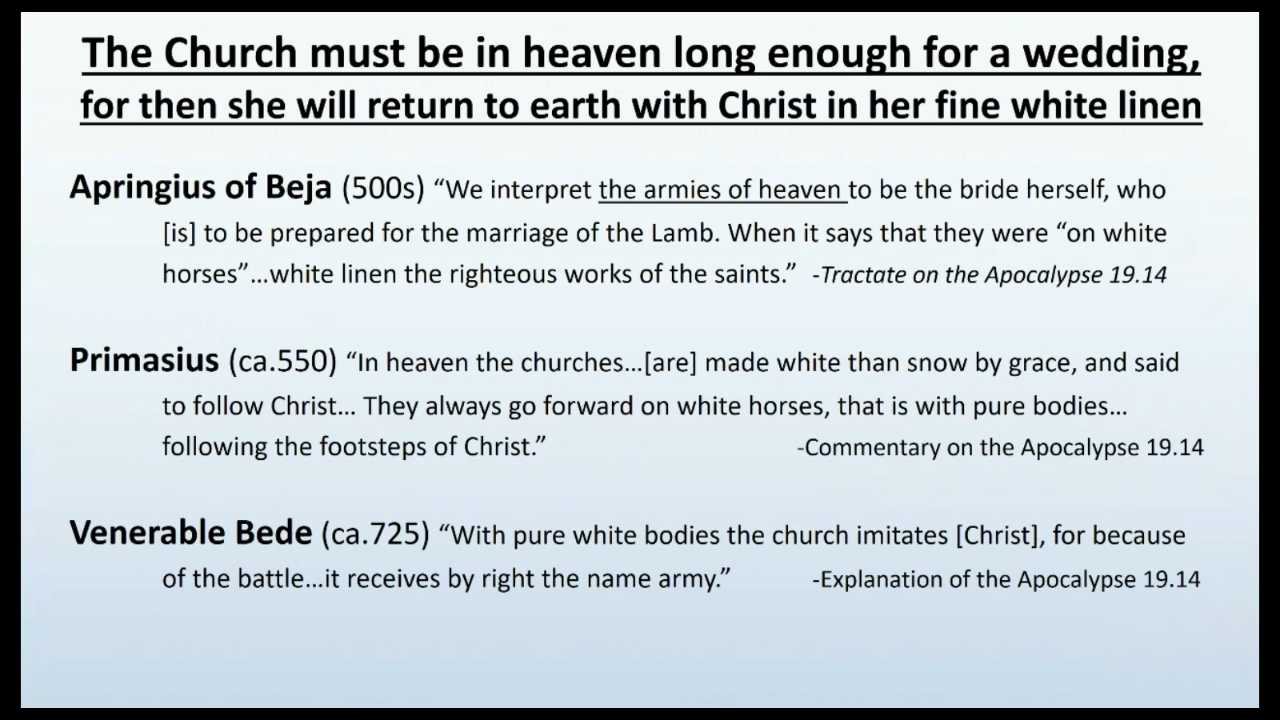 The Church must be in heaven long enough for a wedding,
for then she will return to earth with Christ in her fine white linen
Apringius of Beja (500s) “We interpret the armies of heaven to be the bride herself, who
[is] to be prepared for the marriage of the Lamb. When it says that they were “on white
horses”...white linen the righteous works of the saints.” -Tractate on the Apocalypse 19.14
Primasius (ca.550) “In heaven the churches...[are] made white than snow by grace, and said
to follow Christ... They always go forward on white horses, that is with pure bodies...
following the footsteps of Christ.” -Commentary on the Apocalypse 19.14
Venerable Bede (ca.725) “With pure white bodies the church imitates [Christ], for because
of the battle...it receives by right the name army.” -Explanation of the Apocalypse 19.14